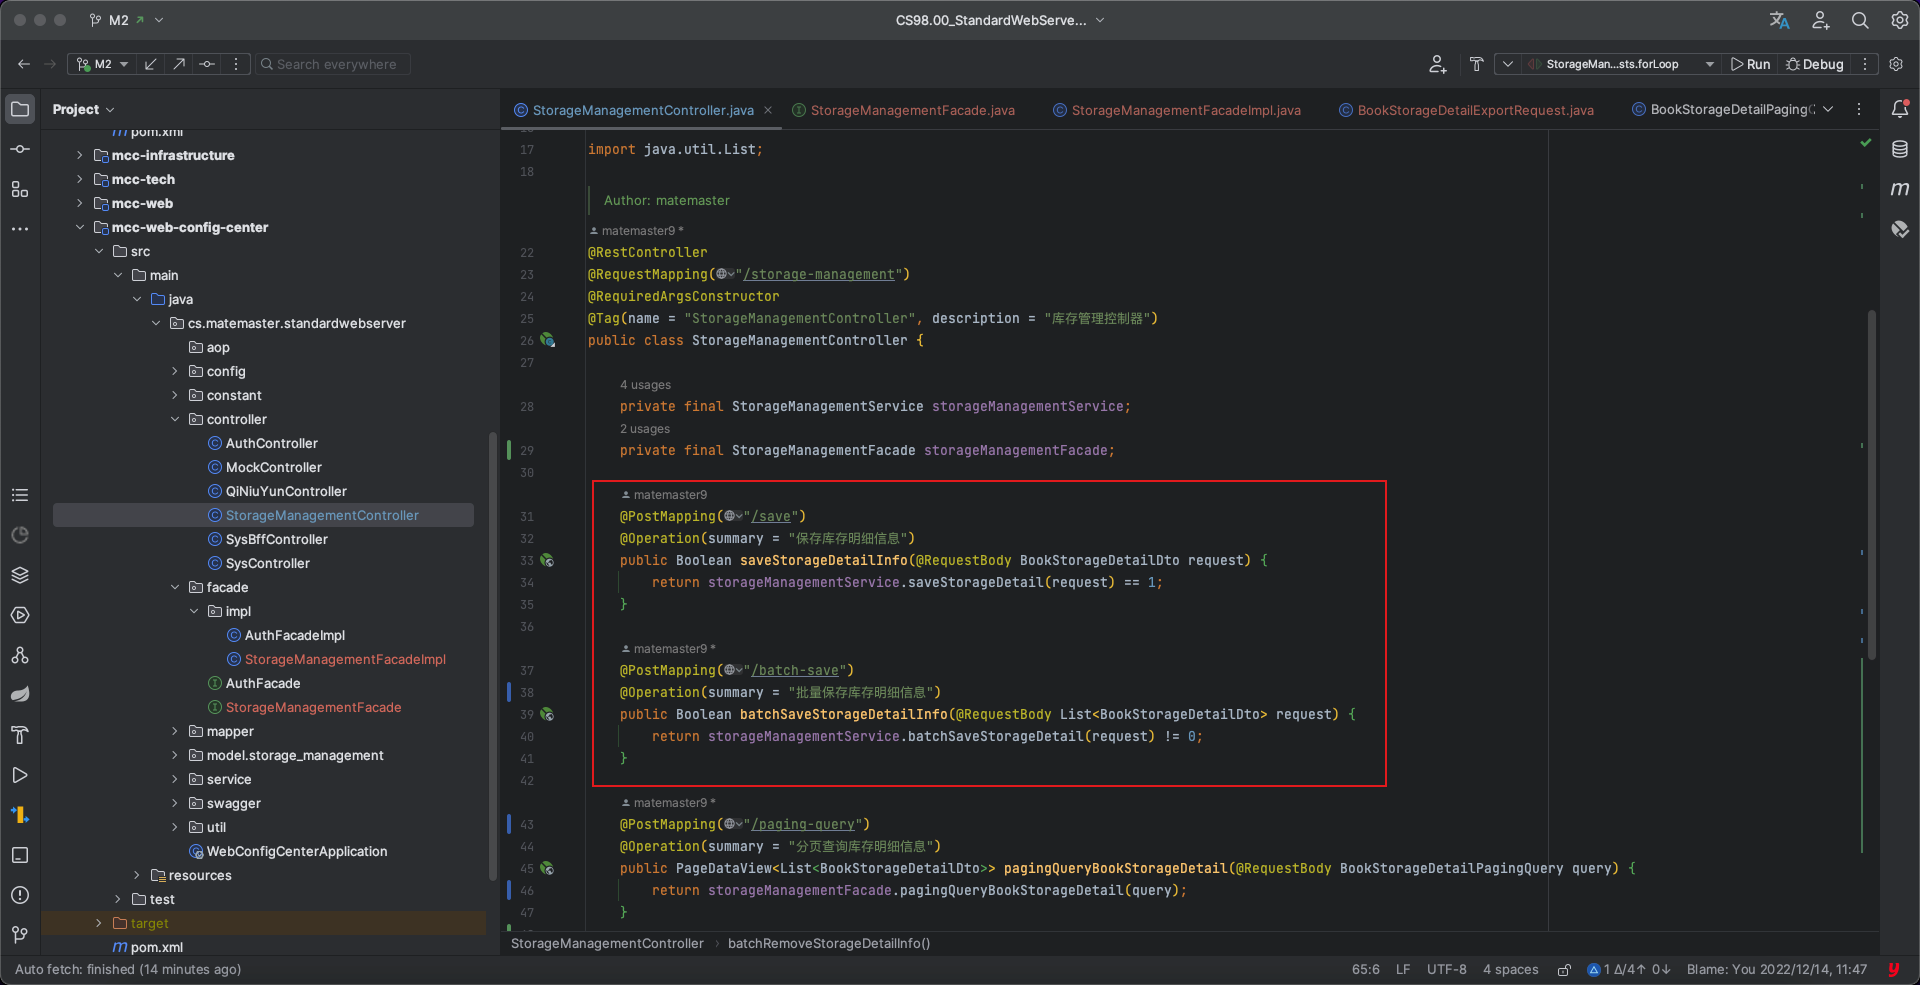 M2
CS98.00_StandardWebServe...
M2
Search everywhere
StorageMan...sts.forLoop
Run
Debug
Project
StorageManagementController.java
StorageManagementFacade.java
StorageManagementFacadeImpl.java
BookStorageDetailExportRequest.java
BookStorageDetailPaging
pom.xml
mcc-infrastructure
mcc-tech
mcc-web
mcc-web-config-center
src
main
java
cs.matemaster.standardwebserver
aop
config
constant
controller
AuthController
MockController
QiNiuYunController
StorageManagementController
SysBffController
SysController
facade
impl
AuthFacadeImpl
StorageManagementFacadeImpl
AuthFacade
StorageManagementFacade
mapper
model.storage_management
service
swagger
util
WebConfigCenterApplication
resources
test
target
pom.xml
17 import java.util.List;
18
Author: matemaster
matemaster9 *
22 @RestController
23 @RequestMapping("/storage-management")
24 @RequiredArgsConstructor
25 @Tag(name = "StorageManagementController", description = "库存管理控制器")
26 public class StorageManagementController {
27
4 usages
28 private final StorageManagementService storageManagementService;
2 usages
29 private final StorageManagementFacade storageManagementFacade;
30
matemaster9
31 @PostMapping("/save")
32 @Operation(summary = "保存库存明细信息")
33 public Boolean saveStorageDetailInfo(@RequestBody BookStorageDetailDto request) {
34 return storageManagementService.saveStorageDetail(request) == 1;
35 }
36
matemaster9 *
37 @PostMapping("/batch-save")
38 @Operation(summary = "批量保存库存明细信息")
39 public Boolean batchSaveStorageDetailInfo(@RequestBody List<BookStorageDetailDto> request) {
40 return storageManagementService.batchSaveStorageDetail(request) != 0;
41 }
42
matemaster9 *
43 @PostMapping("/paging-query")
44 @Operation(summary = "分页查询库存明细信息")
45 public PageDataView<List<BookStorageDetailDto>> pagingQueryBookStorageDetail(@RequestBody BookStorageDetailPagingQuery query) {
46 return storageManagementFacade.pagingQueryBookStorageDetail(query);
47 }
StorageManagementController › batchRemoveStorageDetailInfo()
Auto fetch: finished (14 minutes ago)
65:6 LF UTF-8 4 spaces 1 Δ/4↑ 0↓ Blame: You 2022/12/14, 11:47